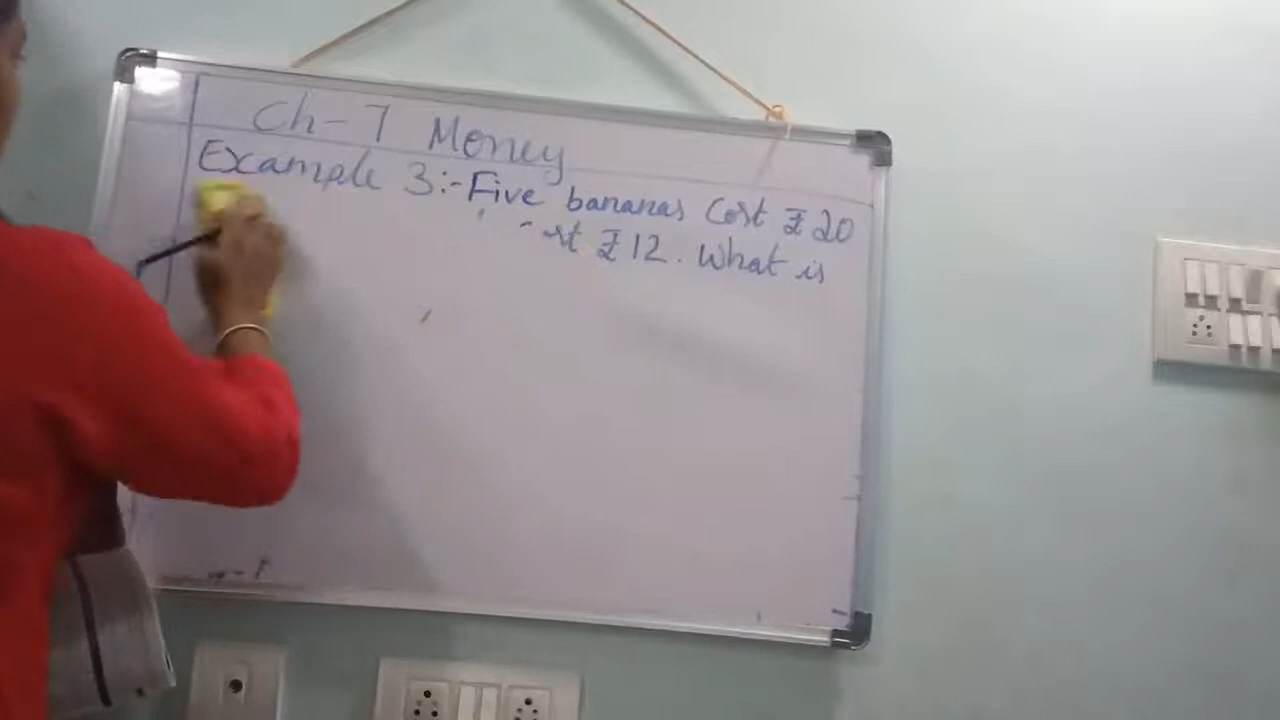 Ch-7 Money
Example 3:- Five bananas Cost ₹20
₹12. What is